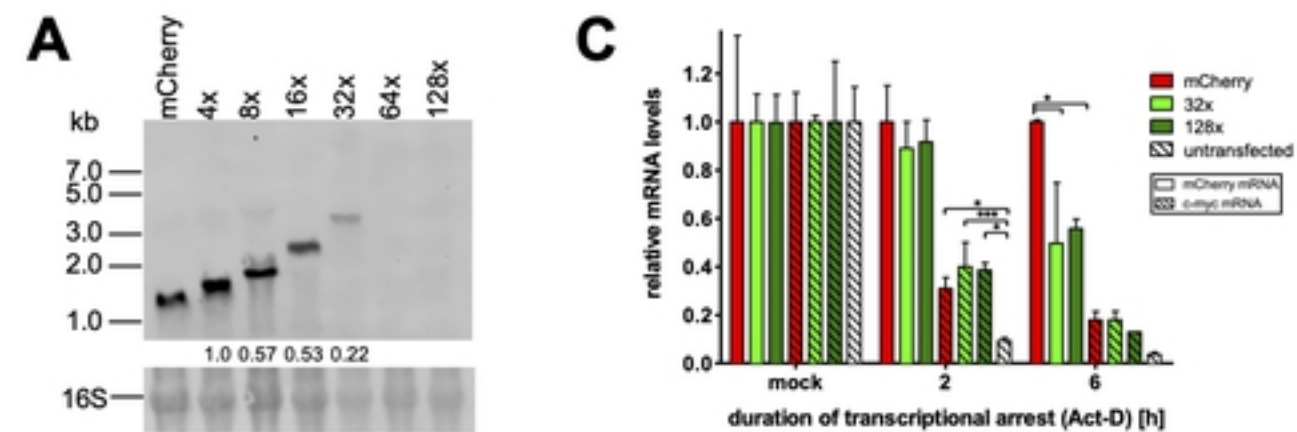 A
mCherry 4x 8x 16x 32x 64x 128x
kb
7.0
5.0
3.0
2.0
1.0
1.0 0.57 0.53 0.22
16S
C
relative mRNA levels
1.2
1.0
0.8
0.6
0.4
0.2
0.0
* *** *
*
mock 2 6
duration of transcriptional arrest (Act-D) [h]
mCherry
32x
128x
untransfected
mCherry mRNA
c-myc mRNA